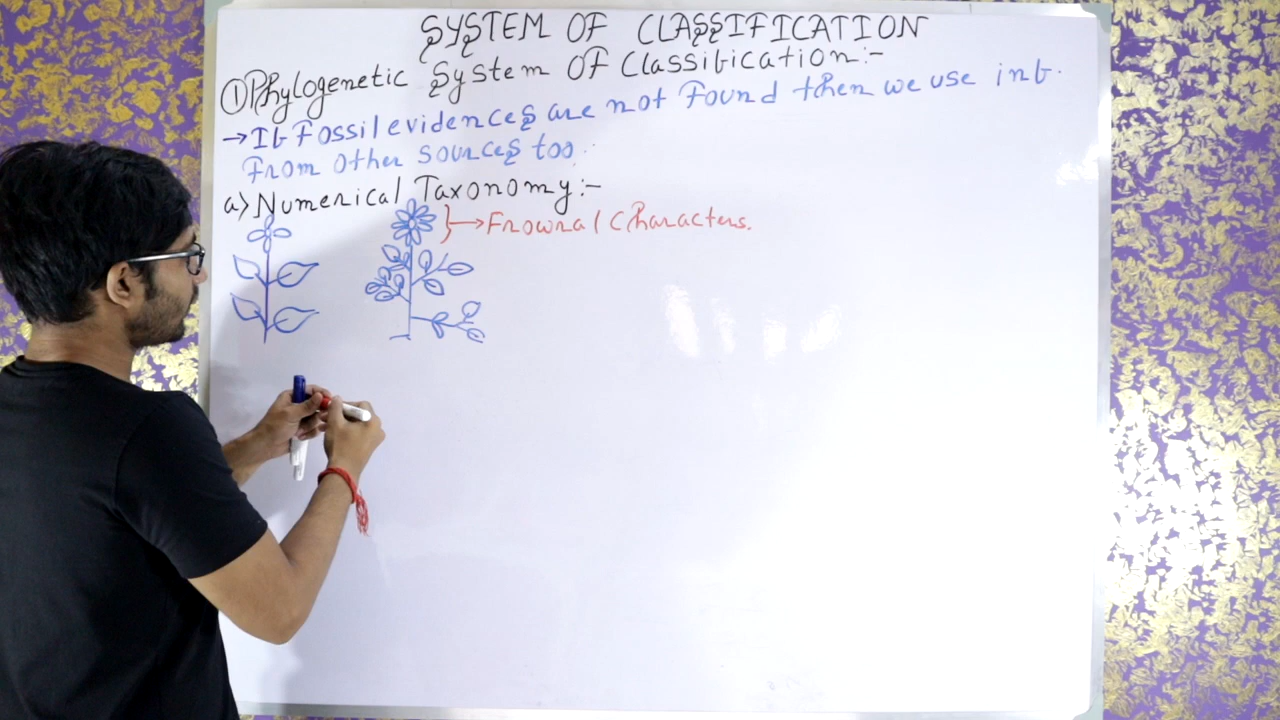 SYSTEM OF CLASSIFICATION
① Phylogenetic System OF Classification:-
→ If Fossil evidences are not Found then we use inf.
From other sources too
a) Numerical Taxonomy:-
} → Frowral Characters.